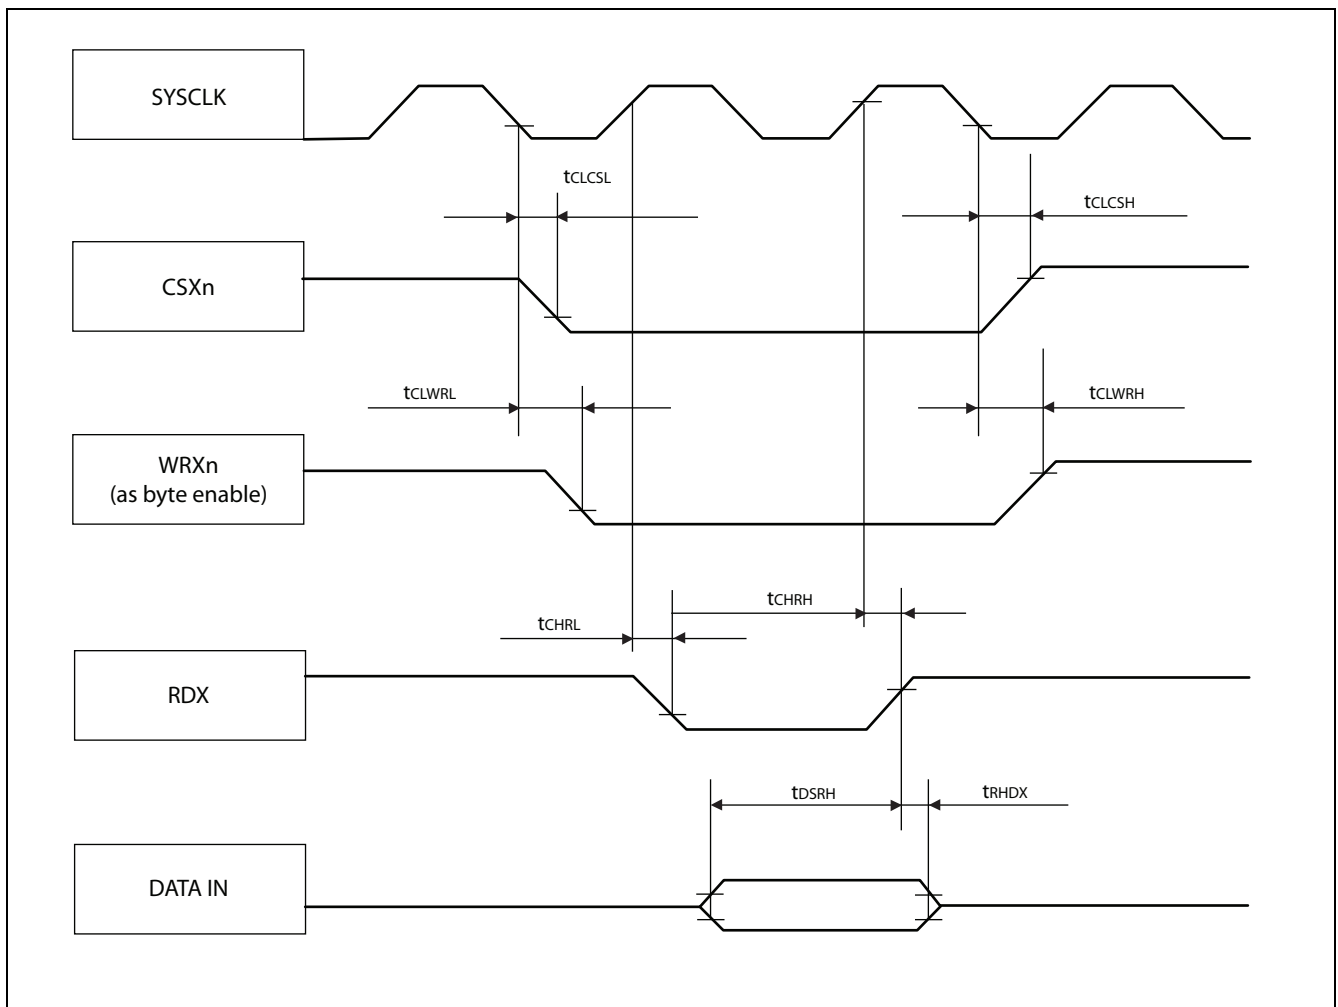 SYSCLK
tCLCSL
tCLCSH
CSXn
tCLWRL
tCLWRH
WRXn
(as byte enable)
tCHRH
tCHRL
RDX
tDSRH
tRHDX
DATA IN